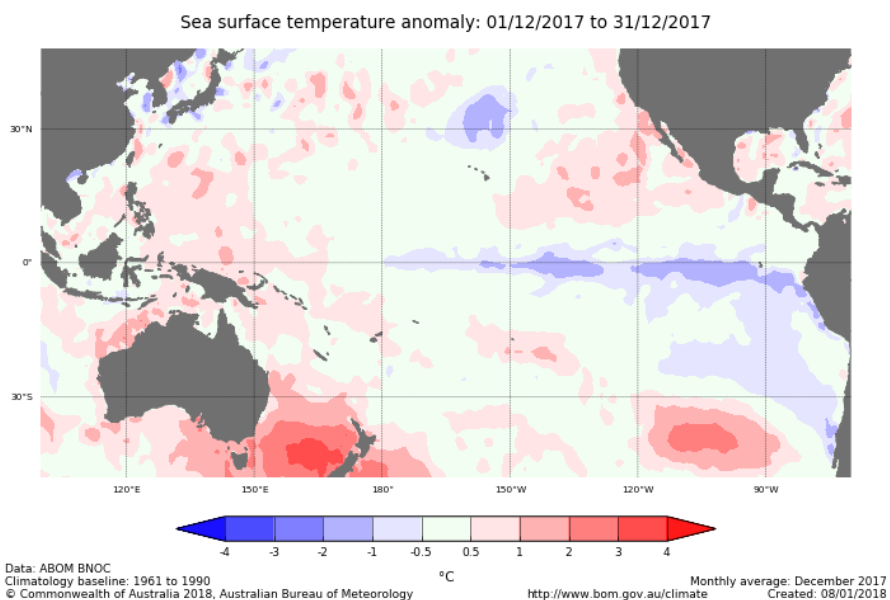 Sea surface temperature anomaly: 01/12/2017 to 31/12/2017
30°N
0°
30°S
120°E 150°E 180° 150°W 120°W 90°W
-4 -3 -2 -1 -0.5 0.5 1 2 3 4
°C
Data: ABOM BNOC
Climatology baseline: 1961 to 1990
© Commonwealth of Australia 2018, Australian Bureau of Meteorology
http://www.bom.gov.au/climate
Monthly average: December 2017
Created: 08/01/2018